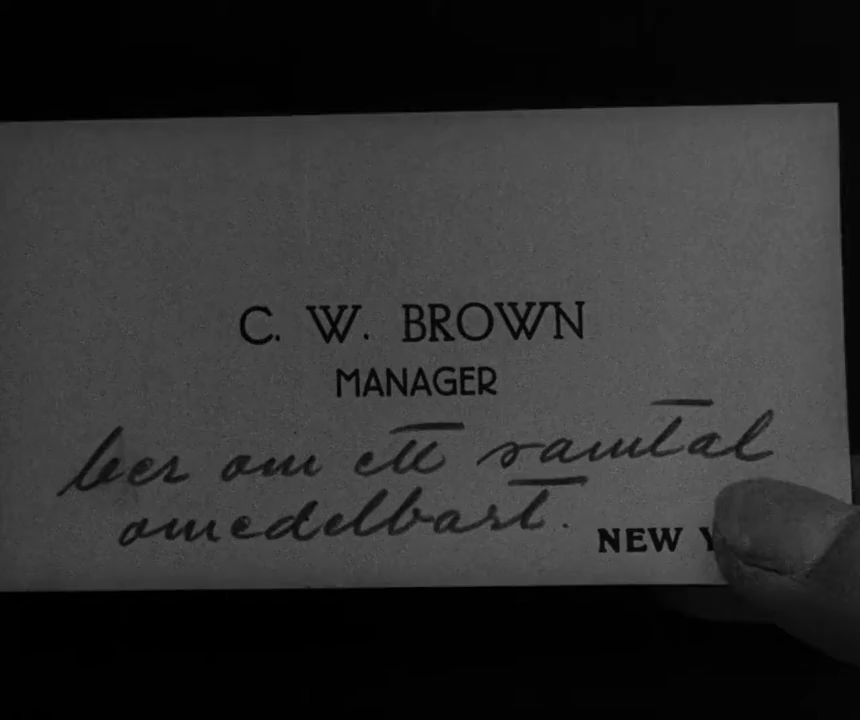 C. W. BROWN
MANAGER
ber om ett samtal
omedelbart.
NEW Y